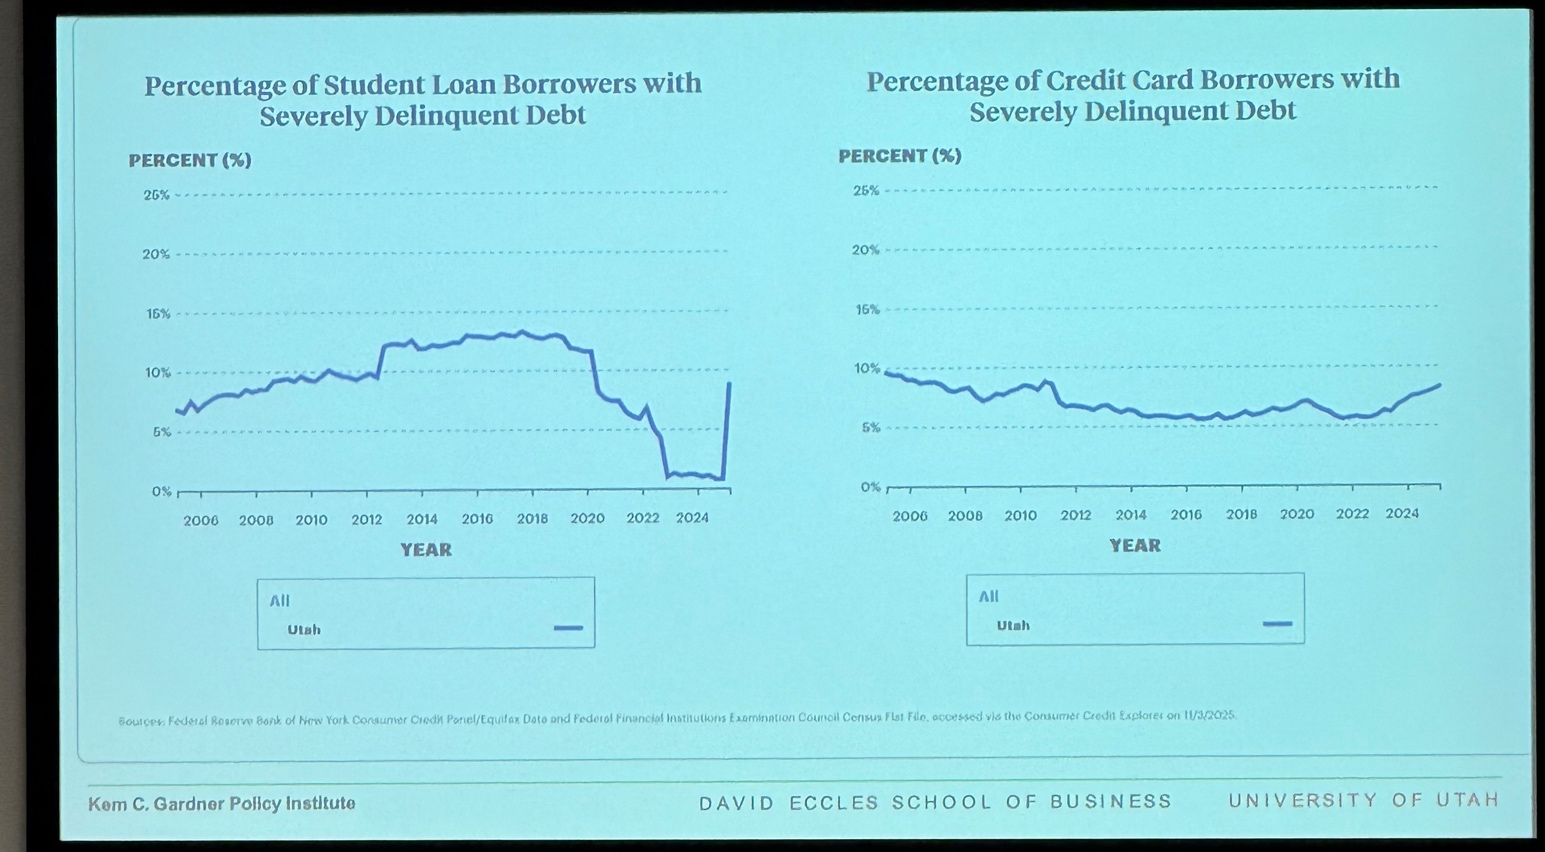 Percentage of Student Loan Borrowers with
Severely Delinquent Debt
PERCENT (%)
25%
20%
15%
10%
5%
0%
2006 2008 2010 2012 2014 2016 2018 2020 2022 2024
YEAR
All
Utah
Percentage of Credit Card Borrowers with
Severely Delinquent Debt
PERCENT (%)
25%
20%
15%
10%
5%
0%
2006 2008 2010 2012 2014 2016 2018 2020 2022 2024
YEAR
All
Utah
Sources: Federal Reserve Bank of New York Consumer Credit Panel/Equifax Data and Federal Financial Institutions Examination Council Census Flat File, accessed via the Consumer Credit Explorer on 11/3/2025.
Kem C. Gardner Policy Institute
DAVID ECCLES SCHOOL OF BUSINESS UNIVERSITY OF UTAH